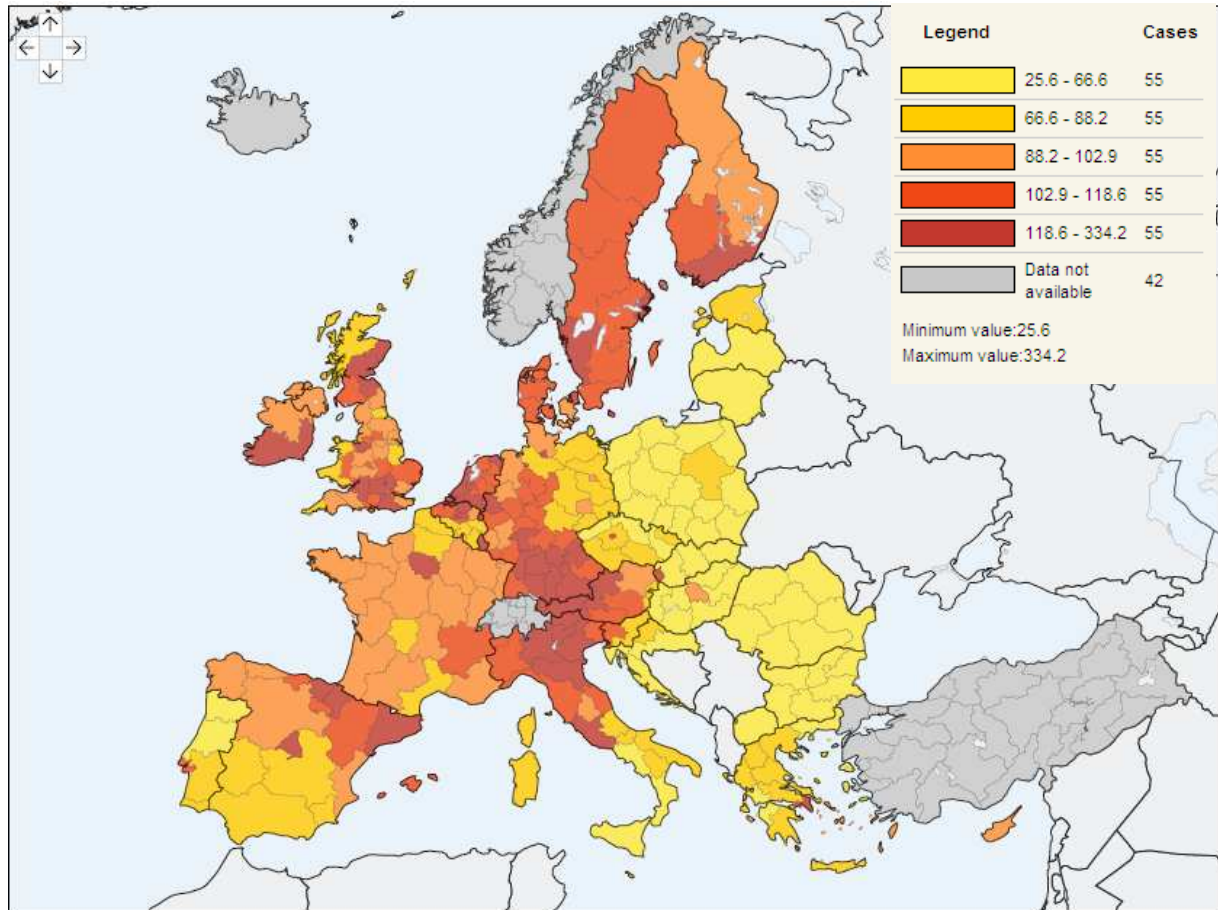 Legend Cases
25.6 - 66.6 55
66.6 - 88.2 55
88.2 - 102.9 55
102.9 - 118.6 55
118.6 - 334.2 55
Data not
available 42
Minimum value:25.6
Maximum value:334.2